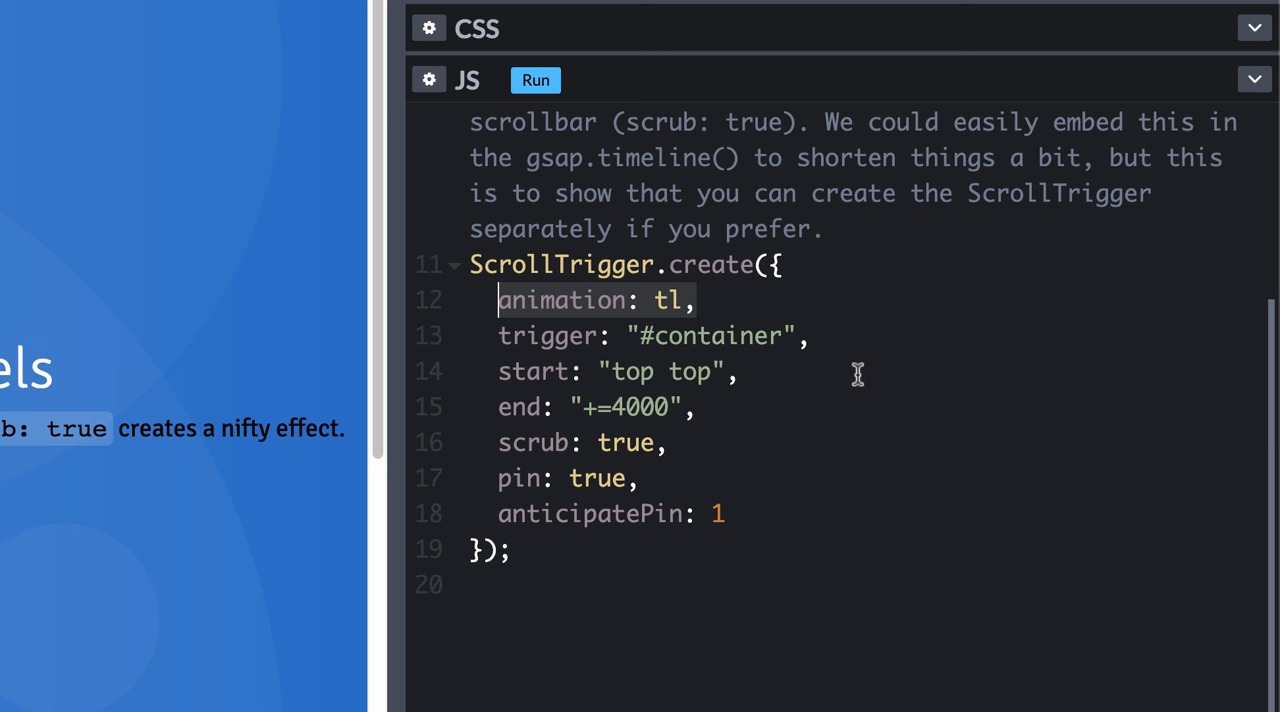 CSS
JS
Run
scrollbar (scrub: true). We could easily embed this in
the gsap.timeline() to shorten things a bit, but this
is to show that you can create the ScrollTrigger
separately if you prefer.
11 ScrollTrigger.create({
12 animation: tl,
13 trigger: "#container",
14 start: "top top",
15 end: "+=4000",
16 scrub: true,
17 pin: true,
18 anticipatePin: 1
19 });
20
els
b: true creates a nifty effect.